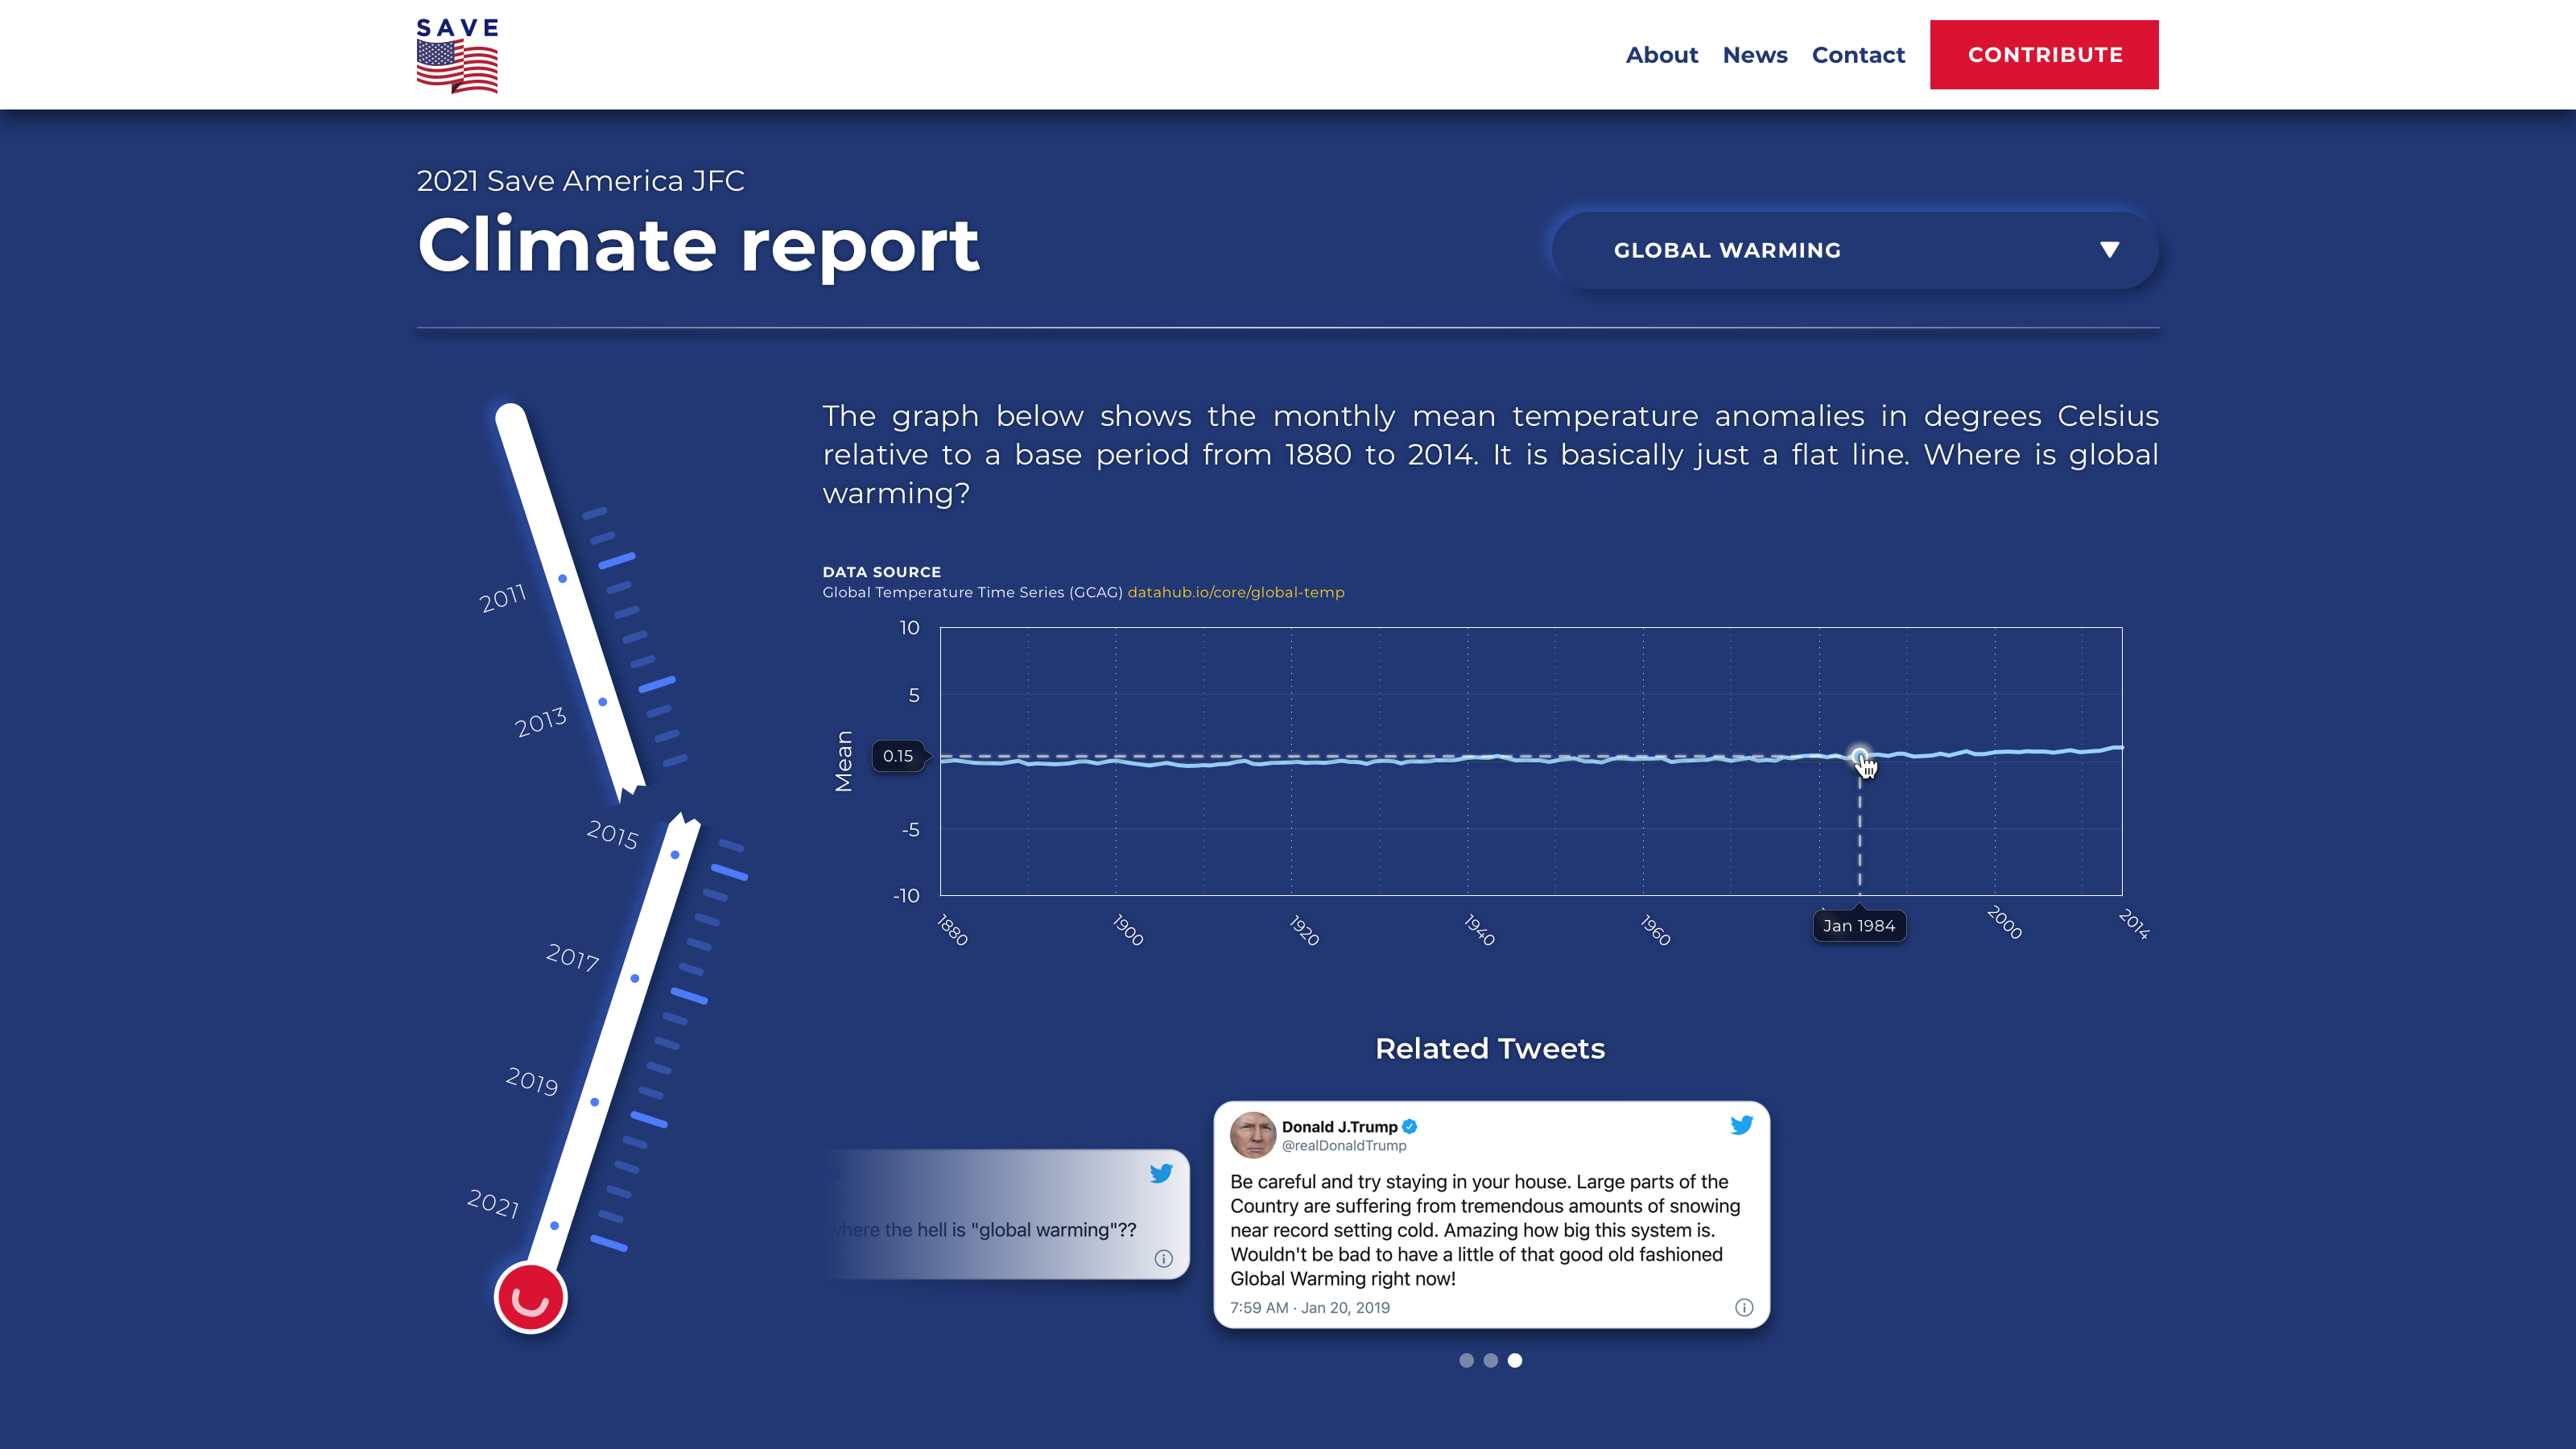 SAVE
About News Contact CONTRIBUTE
2021 Save America JFC
Climate report
GLOBAL WARMING
The graph below shows the monthly mean temperature anomalies in degrees Celsius
relative to a base period from 1880 to 2014. It is basically just a flat line. Where is global
warming?
DATA SOURCE
Global Temperature Time Series (GCAG) datahub.io/core/global-temp
2011
2013
2015
2017
2019
2021
Mean
10
5
0.15
-5
-10
1880
1900
1920
1940
1960
Jan 1984
2000
2014
Related Tweets
where the hell is "global warming"??
Donald J.Trump
@realDonaldTrump
Be careful and try staying in your house. Large parts of the
Country are suffering from tremendous amounts of snowing
near record setting cold. Amazing how big this system is.
Wouldn't be bad to have a little of that good old fashioned
Global Warming right now!
7:59 AM · Jan 20, 2019